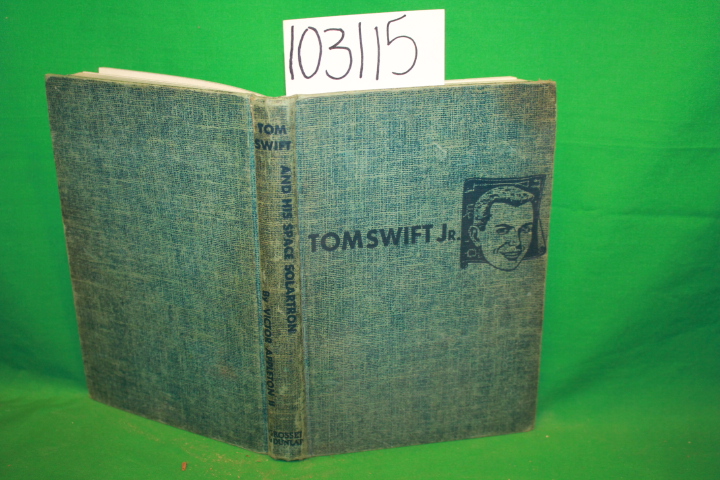 103115
TOM
SWIFT
AND HIS SPACE SOLARTRON
By VICTOR APPLETON II
GROSSET
& DUNLAP
TOM SWIFT JR.